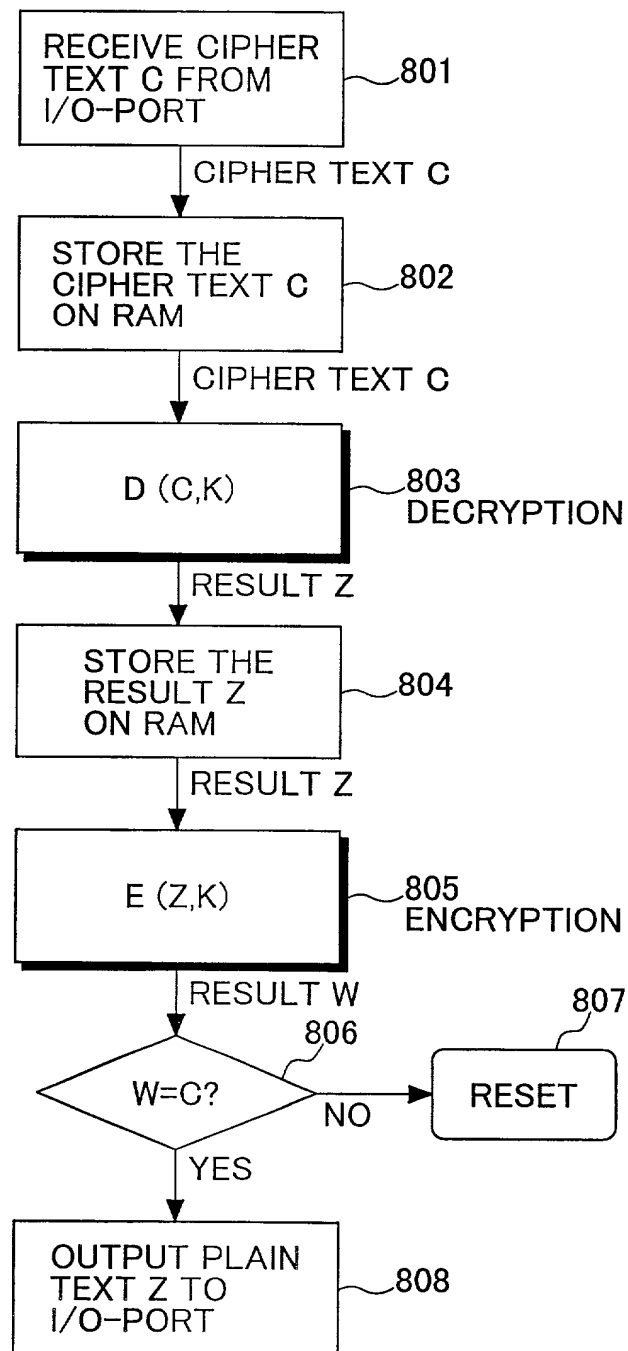 RECEIVE CIPHER
TEXT C FROM
I/O-PORT
801
CIPHER TEXT C
STORE THE
CIPHER TEXT C
ON RAM
802
CIPHER TEXT C
D (C,K)
803
DECRYPTION
RESULT Z
STORE THE
RESULT Z
ON RAM
804
RESULT Z
E (Z,K)
805
ENCRYPTION
RESULT W
806
W=C?
NO
807
RESET
YES
OUTPUT PLAIN
TEXT Z TO
I/O-PORT
808